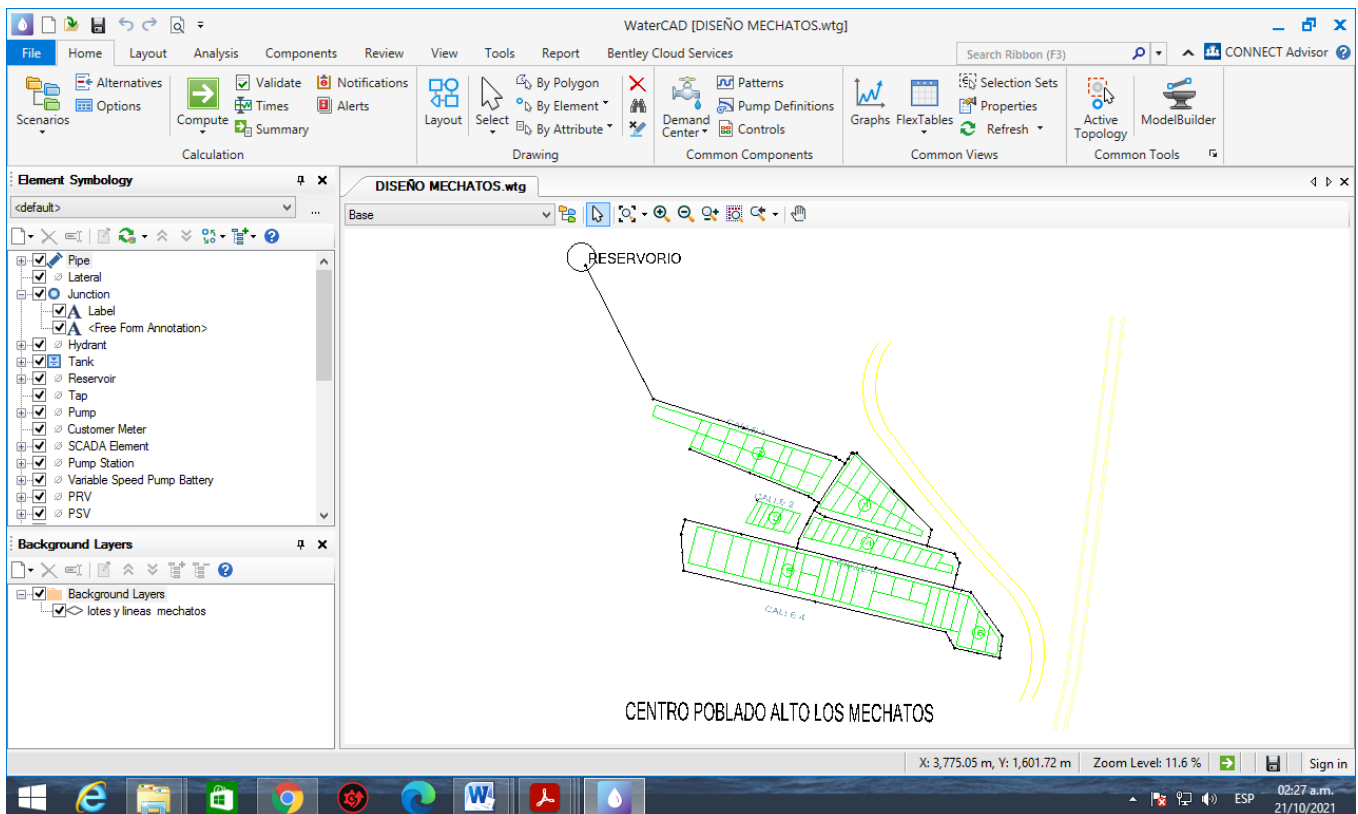 WaterCAD [DISEÑO MECHATOS.wtg]
File Home Layout Analysis Components Review View Tools Report Bentley Cloud Services Search Ribbon (F3) CONNECT Advisor
Scenarios
Alternatives
Options
Compute
Validate
Times
Summary
Notifications
Alerts
Calculation
Layout
Select
By Polygon
By Element
By Attribute
Drawing
Demand Center
Patterns
Pump Definitions
Controls
Common Components
Graphs
FlexTables
Selection Sets
Properties
Refresh
Common Views
Active Topology
ModelBuilder
Common Tools
Element Symbology
<default>
...
Pipe
Lateral
Junction
Label
<Free Form Annotation>
Hydrant
Tank
Reservoir
Tap
Pump
Customer Meter
SCADA Element
Pump Station
Variable Speed Pump Battery
PRV
PSV
Background Layers
Background Layers
lotes y lineas mechatos
DISEÑO MECHATOS.wtg
Base
RESERVORIO
CALLE 2
CALLE 4
CENTRO POBLADO ALTO LOS MECHATOS
X: 3,775.05 m, Y: 1,601.72 m Zoom Level: 11.6 % Sign in
ESP
02:27 a.m.
21/10/2021